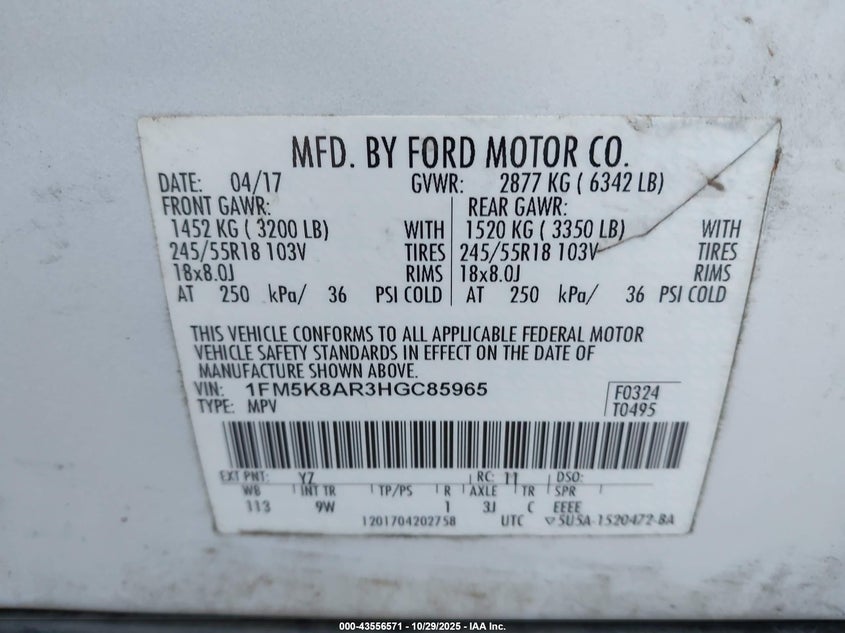 MFD. BY FORD MOTOR CO.
DATE: 04/17 GVWR: 2877 KG ( 6342 LB)
FRONT GAWR: REAR GAWR:
1452 KG ( 3200 LB) WITH 1520 KG ( 3350 LB) WITH
245/55R18 103V TIRES 245/55R18 103V TIRES
18x8.0J RIMS 18x8.0J RIMS
AT 250 kPa/ 36 PSI COLD AT 250 kPa/ 36 PSI COLD
THIS VEHICLE CONFORMS TO ALL APPLICABLE FEDERAL MOTOR
VEHICLE SAFETY STANDARDS IN EFFECT ON THE DATE OF
MANUFACTURE SHOWN ABOVE.
VIN: 1FM5K8AR3HGC85965 F0324
TYPE: MPV T0495
EXT PNT: YZ RC: 11 DSO:
WB INT TR TP/PS R AXLE TR SPR
113 9W 1 3J C EEEE
1201704202758 UTC ▽5U5A-1520472-BA
000-43556571 | 10/29/2025 - IAA Inc.